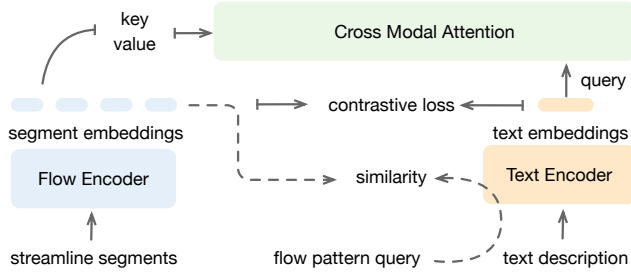 key
value
Cross Modal Attention
query
contrastive loss
segment embeddings
text embeddings
Flow Encoder
similarity
Text Encoder
streamline segments
flow pattern query
text description